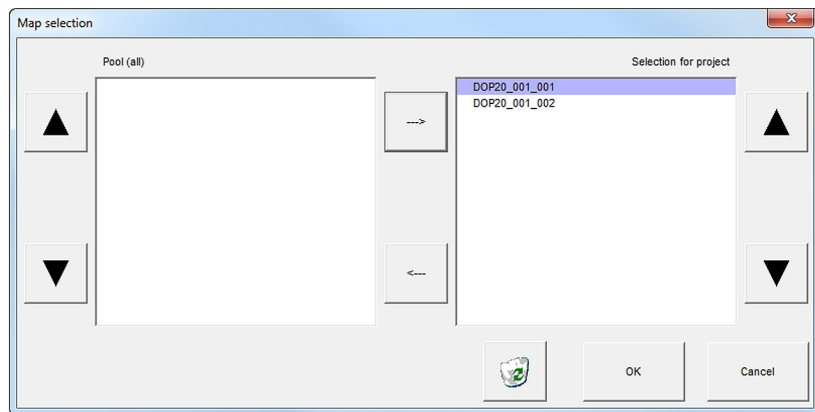 Map selection
Pool (all)
Selection for project
DOP20_001_001
DOP20_001_002
--->
<---
OK
Cancel